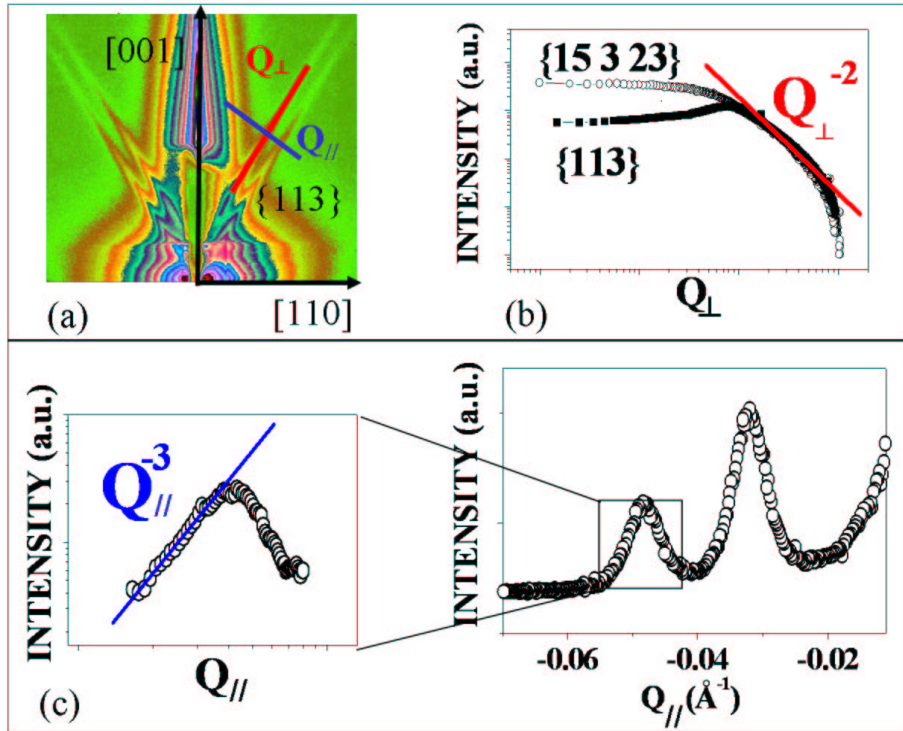 [001]
Q⊥
Q//
{113}
[110]
(a)
INTENSITY (a.u.)
{15 3 23}
{113}
Q⊥-2
Q⊥
(b)
INTENSITY (a.u.)
Q//-3
Q//
(c)
INTENSITY (a.u.)
-0.06 -0.04 -0.02
Q//(Å-1)